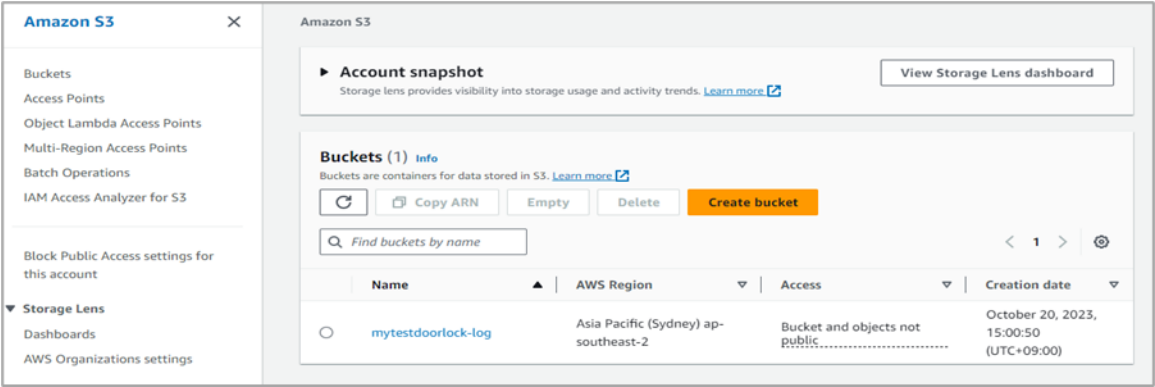 Amazon S3
Buckets
Access Points
Object Lambda Access Points
Multi-Region Access Points
Batch Operations
IAM Access Analyzer for S3
Block Public Access settings for
this account
Storage Lens
Dashboards
AWS Organizations settings
Amazon S3
Account snapshot
View Storage Lens dashboard
Storage lens provides visibility into storage usage and activity trends. Learn more
Buckets (1) Info
Buckets are containers for data stored in S3. Learn more
Copy ARN Empty Delete Create bucket
Find buckets by name
1
Name AWS Region Access Creation date
mytestdoorlock-log
Asia Pacific (Sydney) ap-
southeast-2
Bucket and objects not
public
October 20, 2023,
15:00:50
(UTC+09:00)